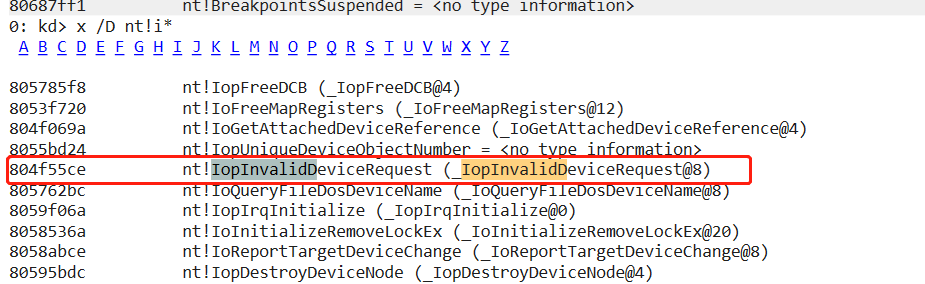 80687ff1 nt!BreakpointsSuspended = <no type information>
0: kd> x /D nt!i*
A B C D E F G H I J K L M N O P Q R S T U V W X Y Z
805785f8 nt!IopFreeDCB (_IopFreeDCB@4)
8053f720 nt!IoFreeMapRegisters (_IoFreeMapRegisters@12)
804f069a nt!IoGetAttachedDeviceReference (_IoGetAttachedDeviceReference@4)
8055bd24 nt!IopUniqueDeviceObjectNumber = <no type information>
804f55ce nt!IopInvalidDeviceRequest (_IopInvalidDeviceRequest@8)
805762bc nt!IoQueryFileDosDeviceName (_IoQueryFileDosDeviceName@8)
8059f06a nt!IopIrqInitialize (_IopIrqInitialize@0)
8058536a nt!IoInitializeRemoveLockEx (_IoInitializeRemoveLockEx@20)
8058abce nt!IoReportTargetDeviceChange (_IoReportTargetDeviceChange@8)
80595bdc nt!IopDestroyDeviceNode (_IopDestroyDeviceNode@4)